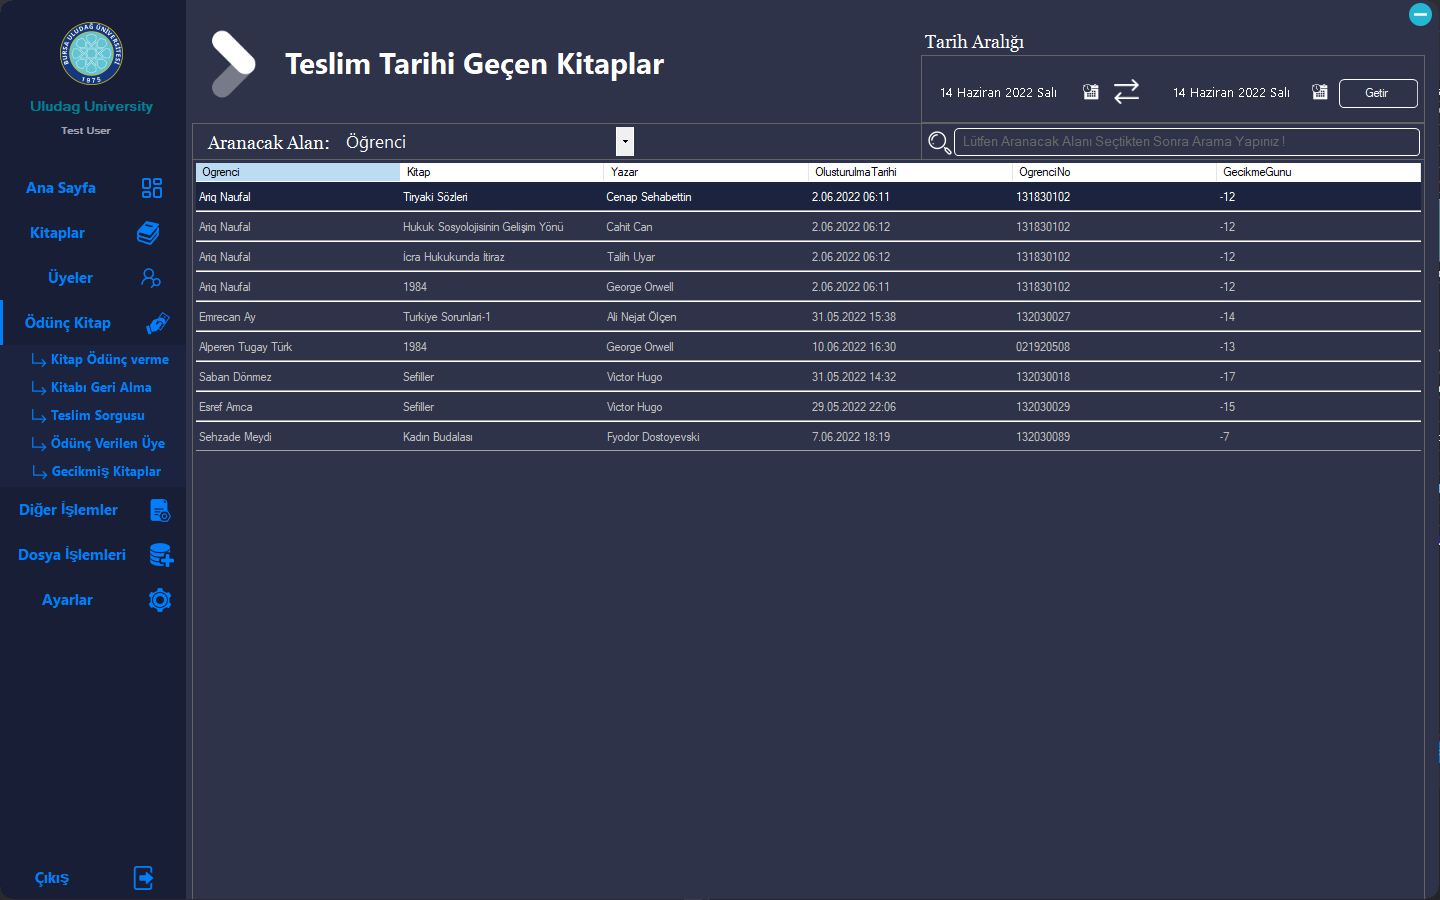 BURSA ULUDAĞ ÜNİVERSİTESİ
1975
Uludag University
Test User
Ana Sayfa
Kitaplar
Üyeler
Ödünç Kitap
Kitap Ödünç verme
Kitabı Geri Alma
Teslim Sorgusu
Ödünç Verilen Üye
Gecikmiş Kitaplar
Diğer İşlemler
Dosya İşlemleri
Ayarlar
Çıkış
Teslim Tarihi Geçen Kitaplar
Tarih Aralığı
14 Haziran 2022 Salı 14 Haziran 2022 Salı Getir
Aranacak Alan: Öğrenci
Lütfen Aranacak Alanı Seçtikten Sonra Arama Yapınız !
Ogrenci Kitap Yazar OlusturulmaTarihi OgrenciNo GecikmeGunu
Ariq Naufal Tiryaki Sözleri Cenap Sehabettin 2.06.2022 06:11 131830102 -12
Ariq Naufal Hukuk Sosyolojisinin Gelişim Yönü Cahit Can 2.06.2022 06:12 131830102 -12
Ariq Naufal İcra Hukukunda İtiraz Talih Uyar 2.06.2022 06:12 131830102 -12
Ariq Naufal 1984 George Orwell 2.06.2022 06:11 131830102 -12
Emrecan Ay Turkiye Sorunlari-1 Ali Nejat Ölçen 31.05.2022 15:38 132030027 -14
Alperen Tugay Türk 1984 George Orwell 10.06.2022 16:30 021920508 -13
Saban Dönmez Sefiller Victor Hugo 31.05.2022 14:32 132030018 -17
Esref Amca Sefiller Victor Hugo 29.05.2022 22:06 132030029 -15
Sehzade Meydi Kadın Budalası Fyodor Dostoyevski 7.06.2022 18:19 132030089 -7